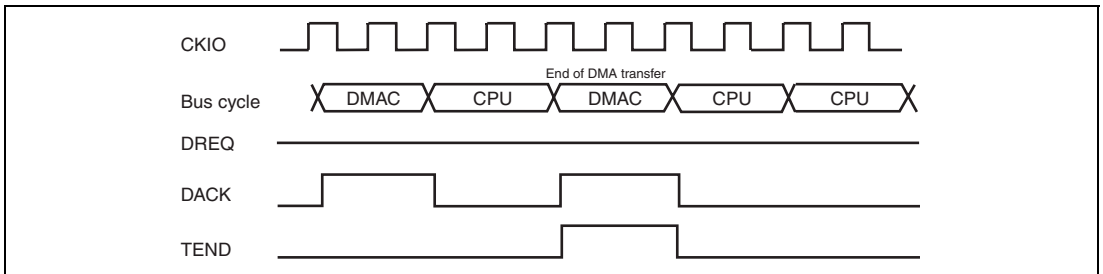 CKIO
End of DMA transfer
Bus cycle DMAC CPU DMAC CPU CPU
DREQ
DACK
TEND